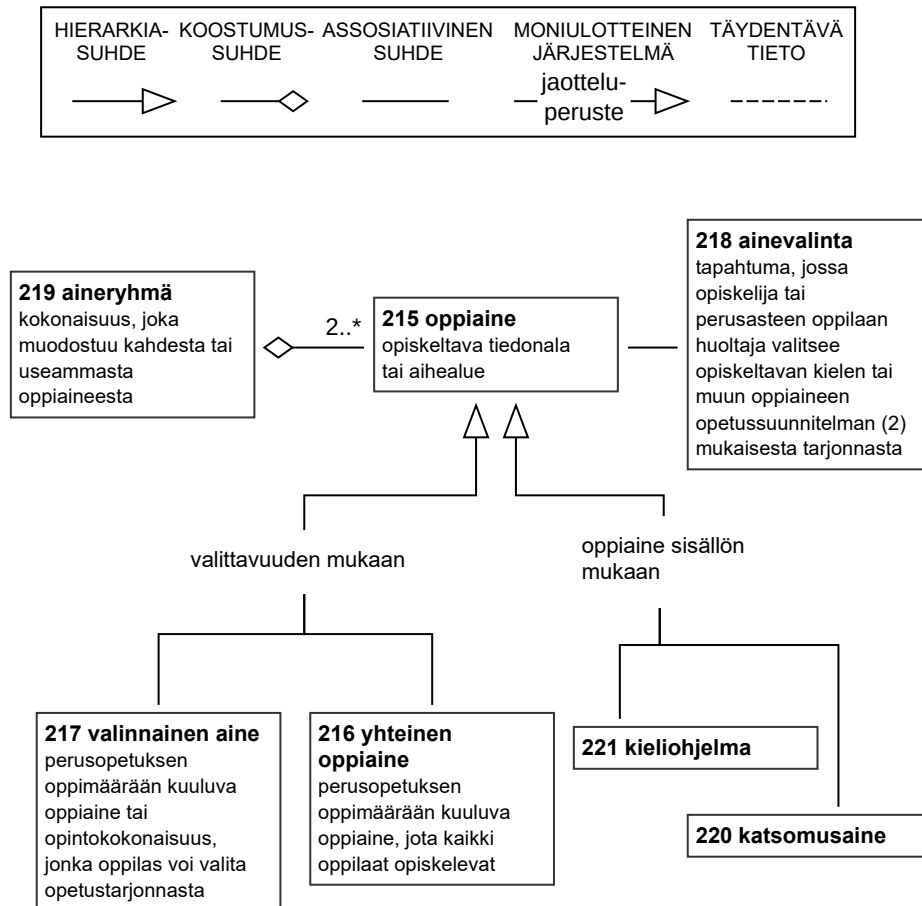 HIERARKIA-
SUHDE
KOOSTUMUS-
SUHDE
ASSOSIATIIVINEN
SUHDE
MONIULOTTEINEN
JÄRJESTELMÄ
jaottelu-
peruste
TÄYDENTÄVÄ
TIETO
219 aineryhmä
kokonaisuus, joka
muodostuu kahdesta tai
useammasta
oppiaineesta
2..*
215 oppiaine
opiskeltava tiedonala
tai aihealue
218 ainevalinta
tapahtuma, jossa
opiskelija tai
perusasteen oppilaan
huoltaja valitsee
opiskeltavan kielen tai
muun oppiaineen
opetussuunnitelman (2)
mukaisesta tarjonnasta
valittavuuden mukaan
oppiaine sisällön
mukaan
217 valinnainen aine
perusopetuksen
oppimäärään kuuluva
oppiaine tai
opintokokonaisuus,
jonka oppilas voi valita
opetustarjonnasta
216 yhteinen
oppiaine
perusopetuksen
oppimäärään kuuluva
oppiaine, jota kaikki
oppilaat opiskelevat
221 kieliohjelma
220 katsomusaine